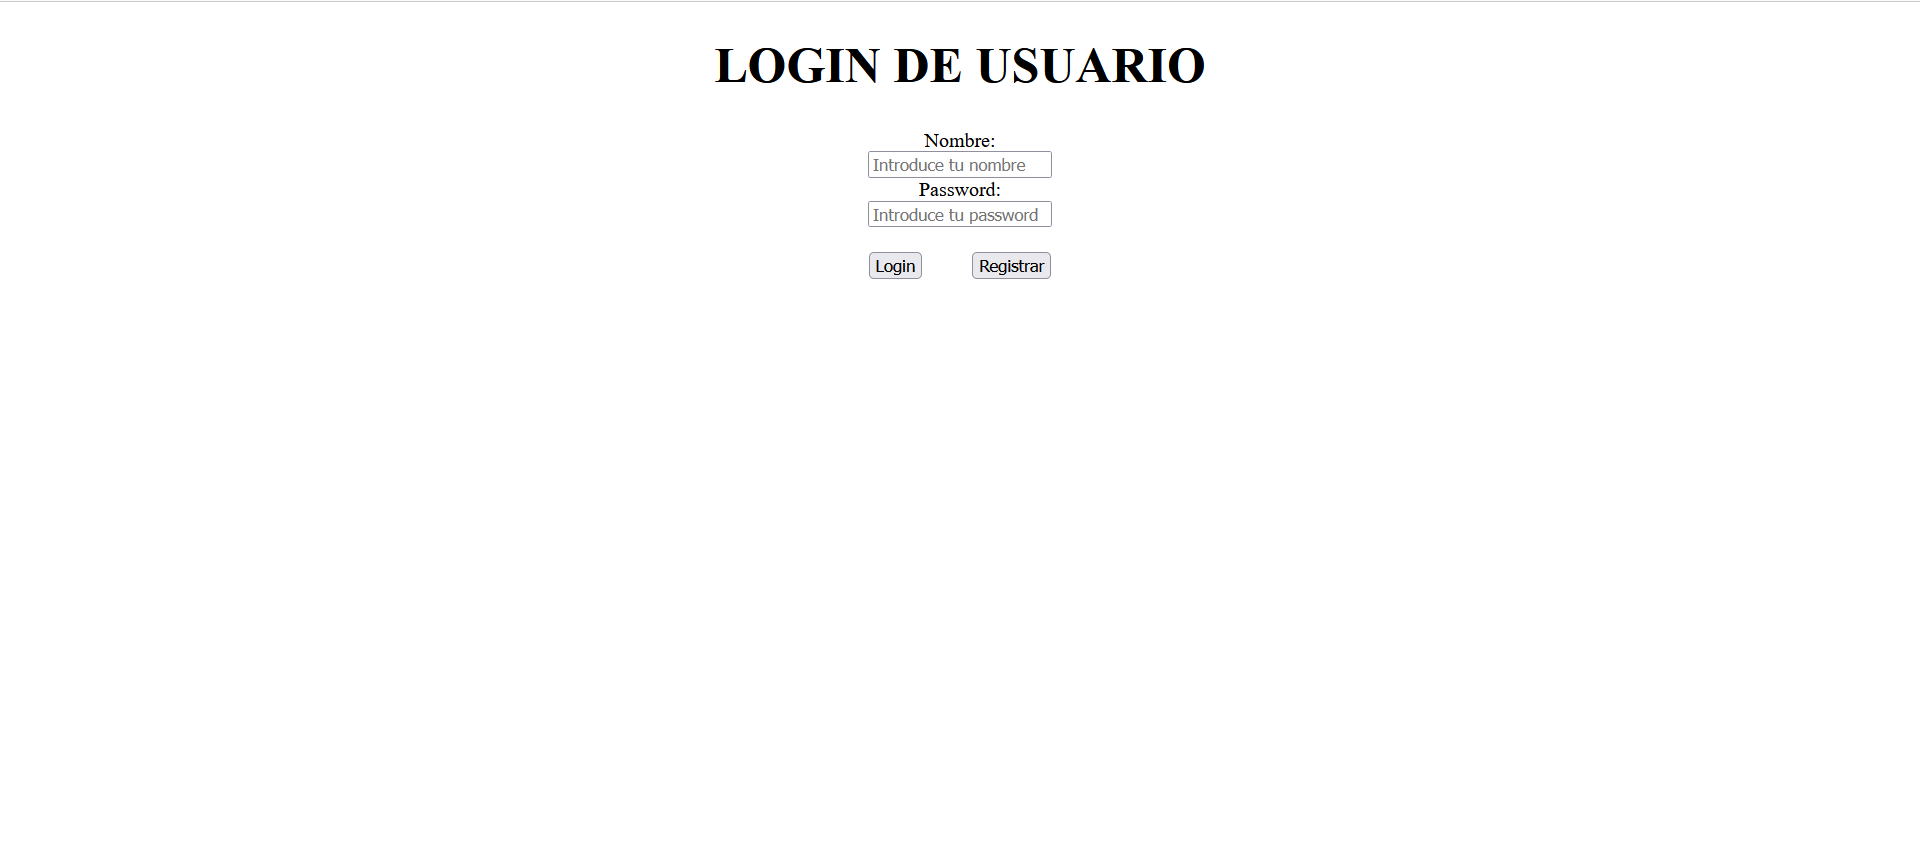 LOGIN DE USUARIO
Nombre:
Introduce tu nombre
Password:
Introduce tu password
Login Registrar